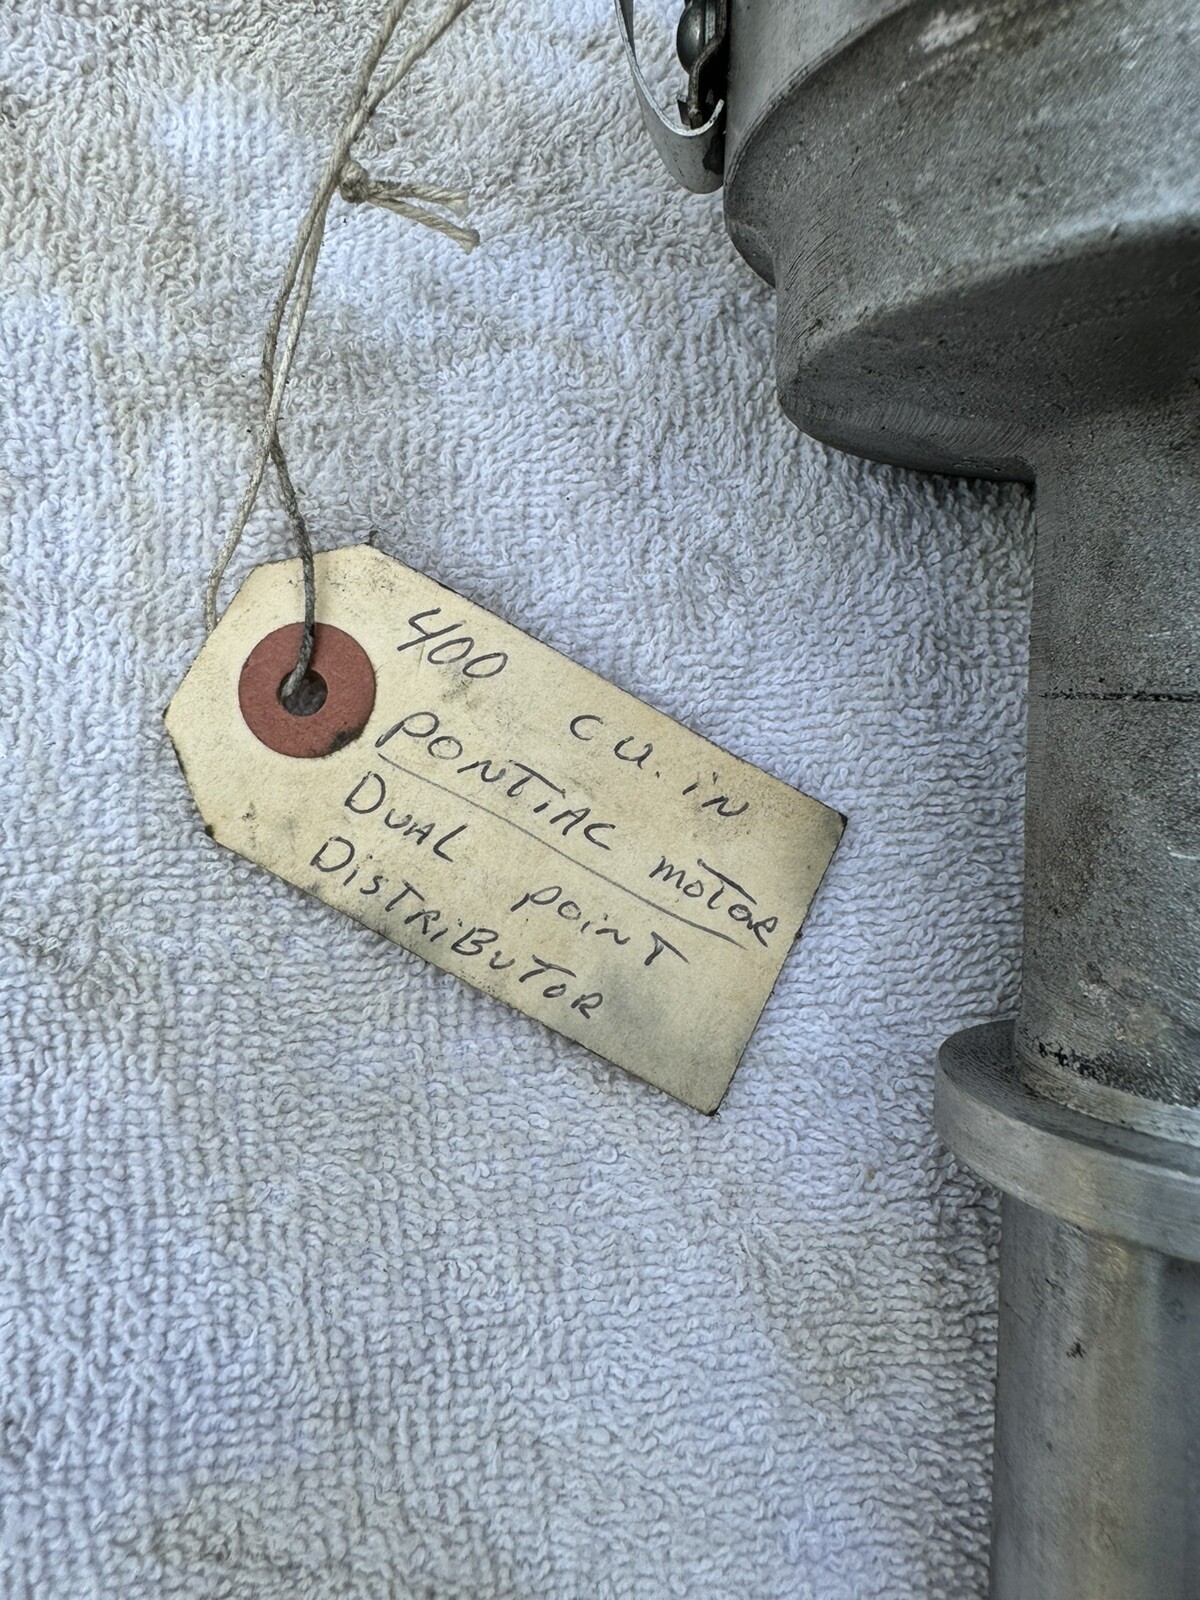 400 CU. iN
PONTiAC moTOR
DUAL POiNT
DiSTRiBUTOR